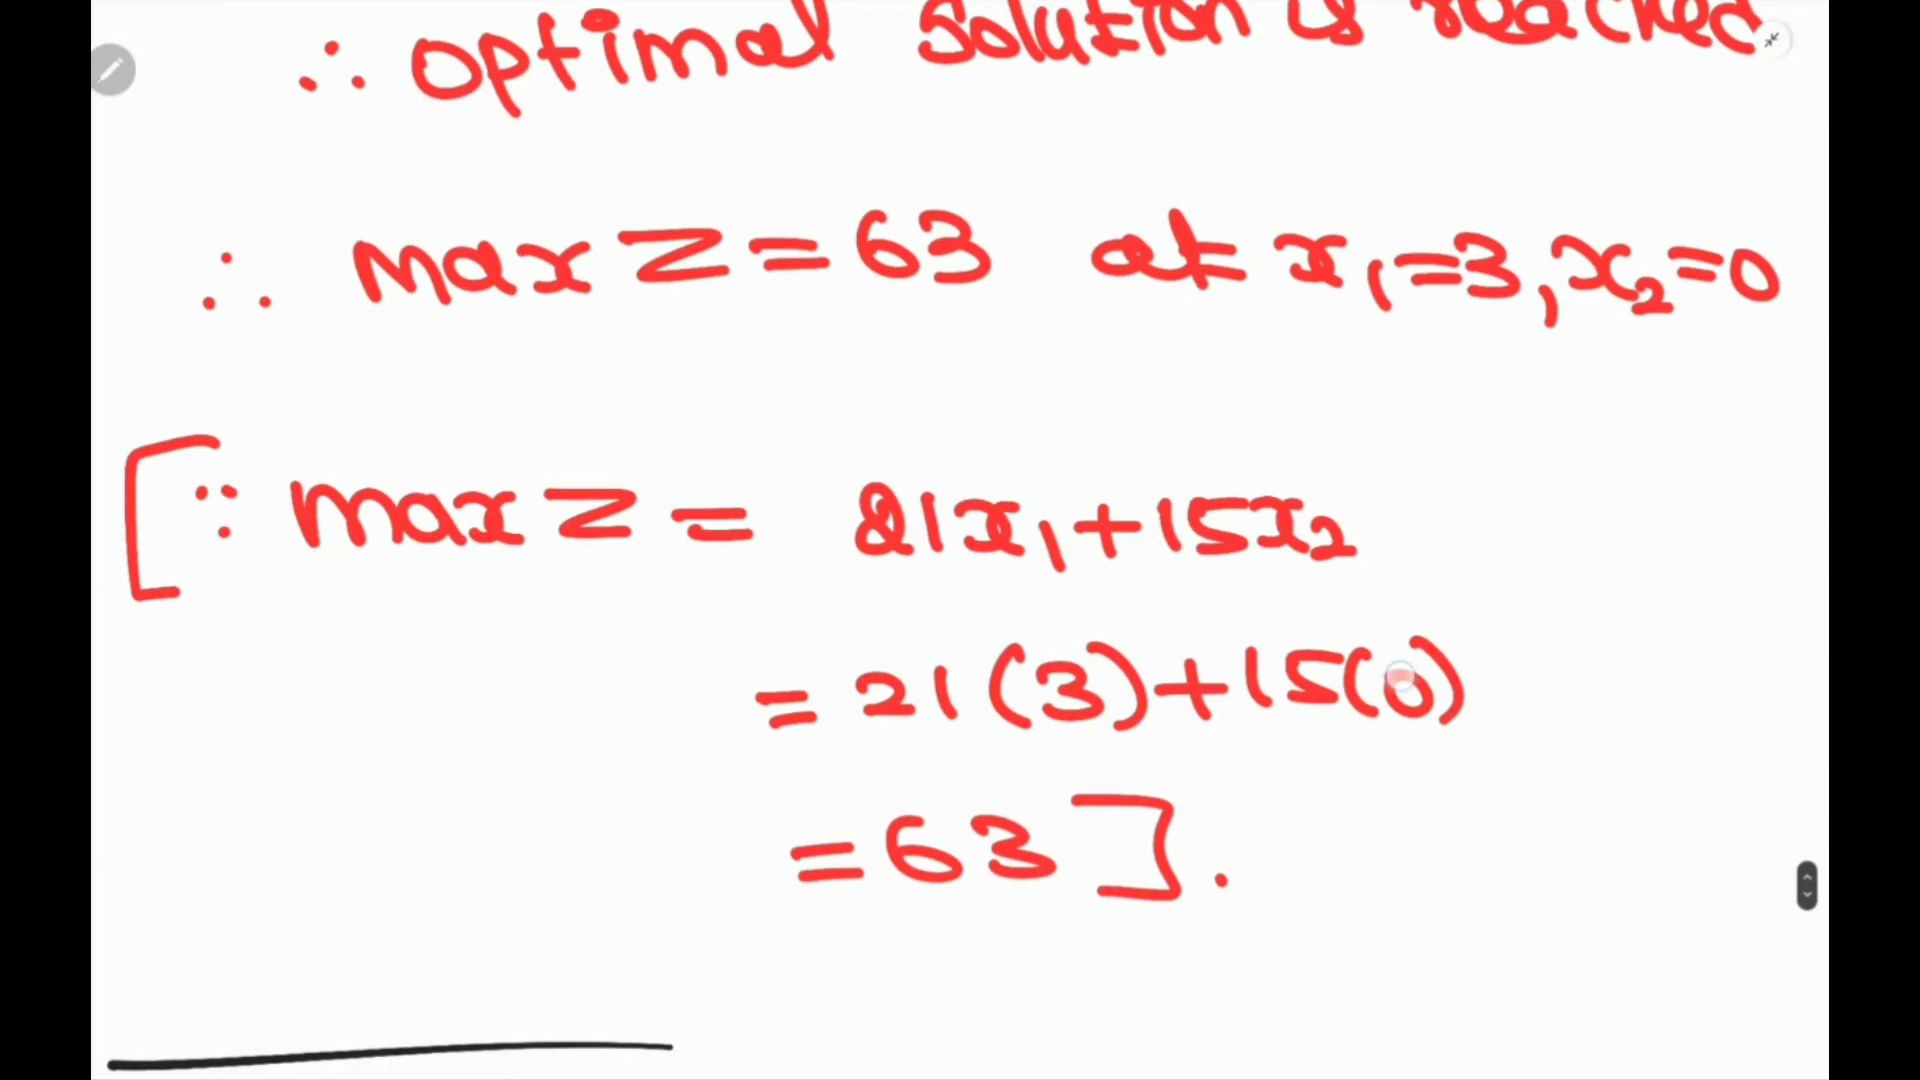 ∴ optimal solution is reached
∴ max Z = 63 at x₁=3, x₂=0
[∵ max Z = 21x₁+15x₂
= 21(3)+15(0)
= 63].